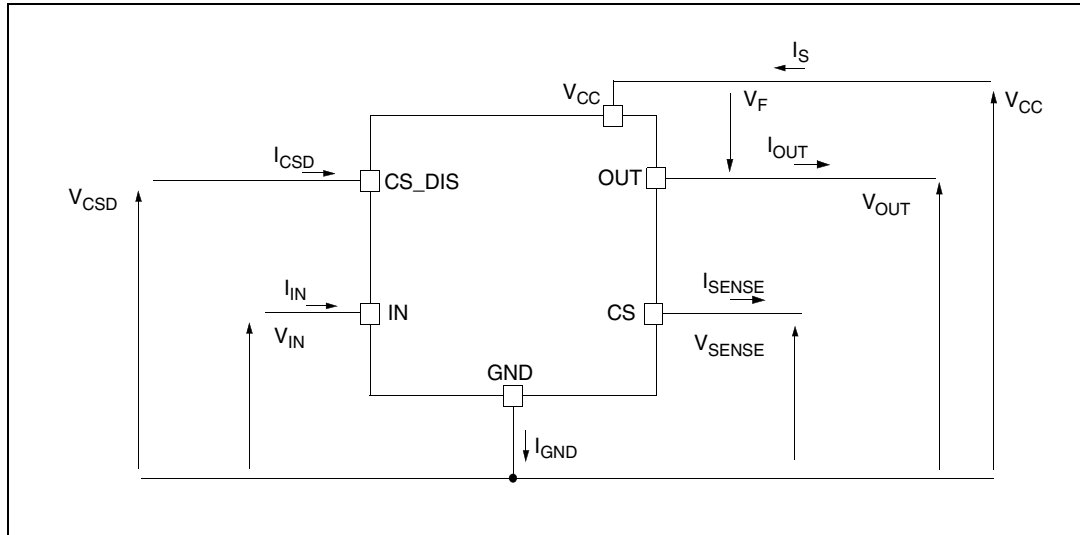 I_S
V_CC
V_F
V_CC
I_OUT
I_CSD
CS_DIS
OUT
V_CSD
V_OUT
I_IN
I_SENSE
IN
CS
V_IN
V_SENSE
GND
I_GND